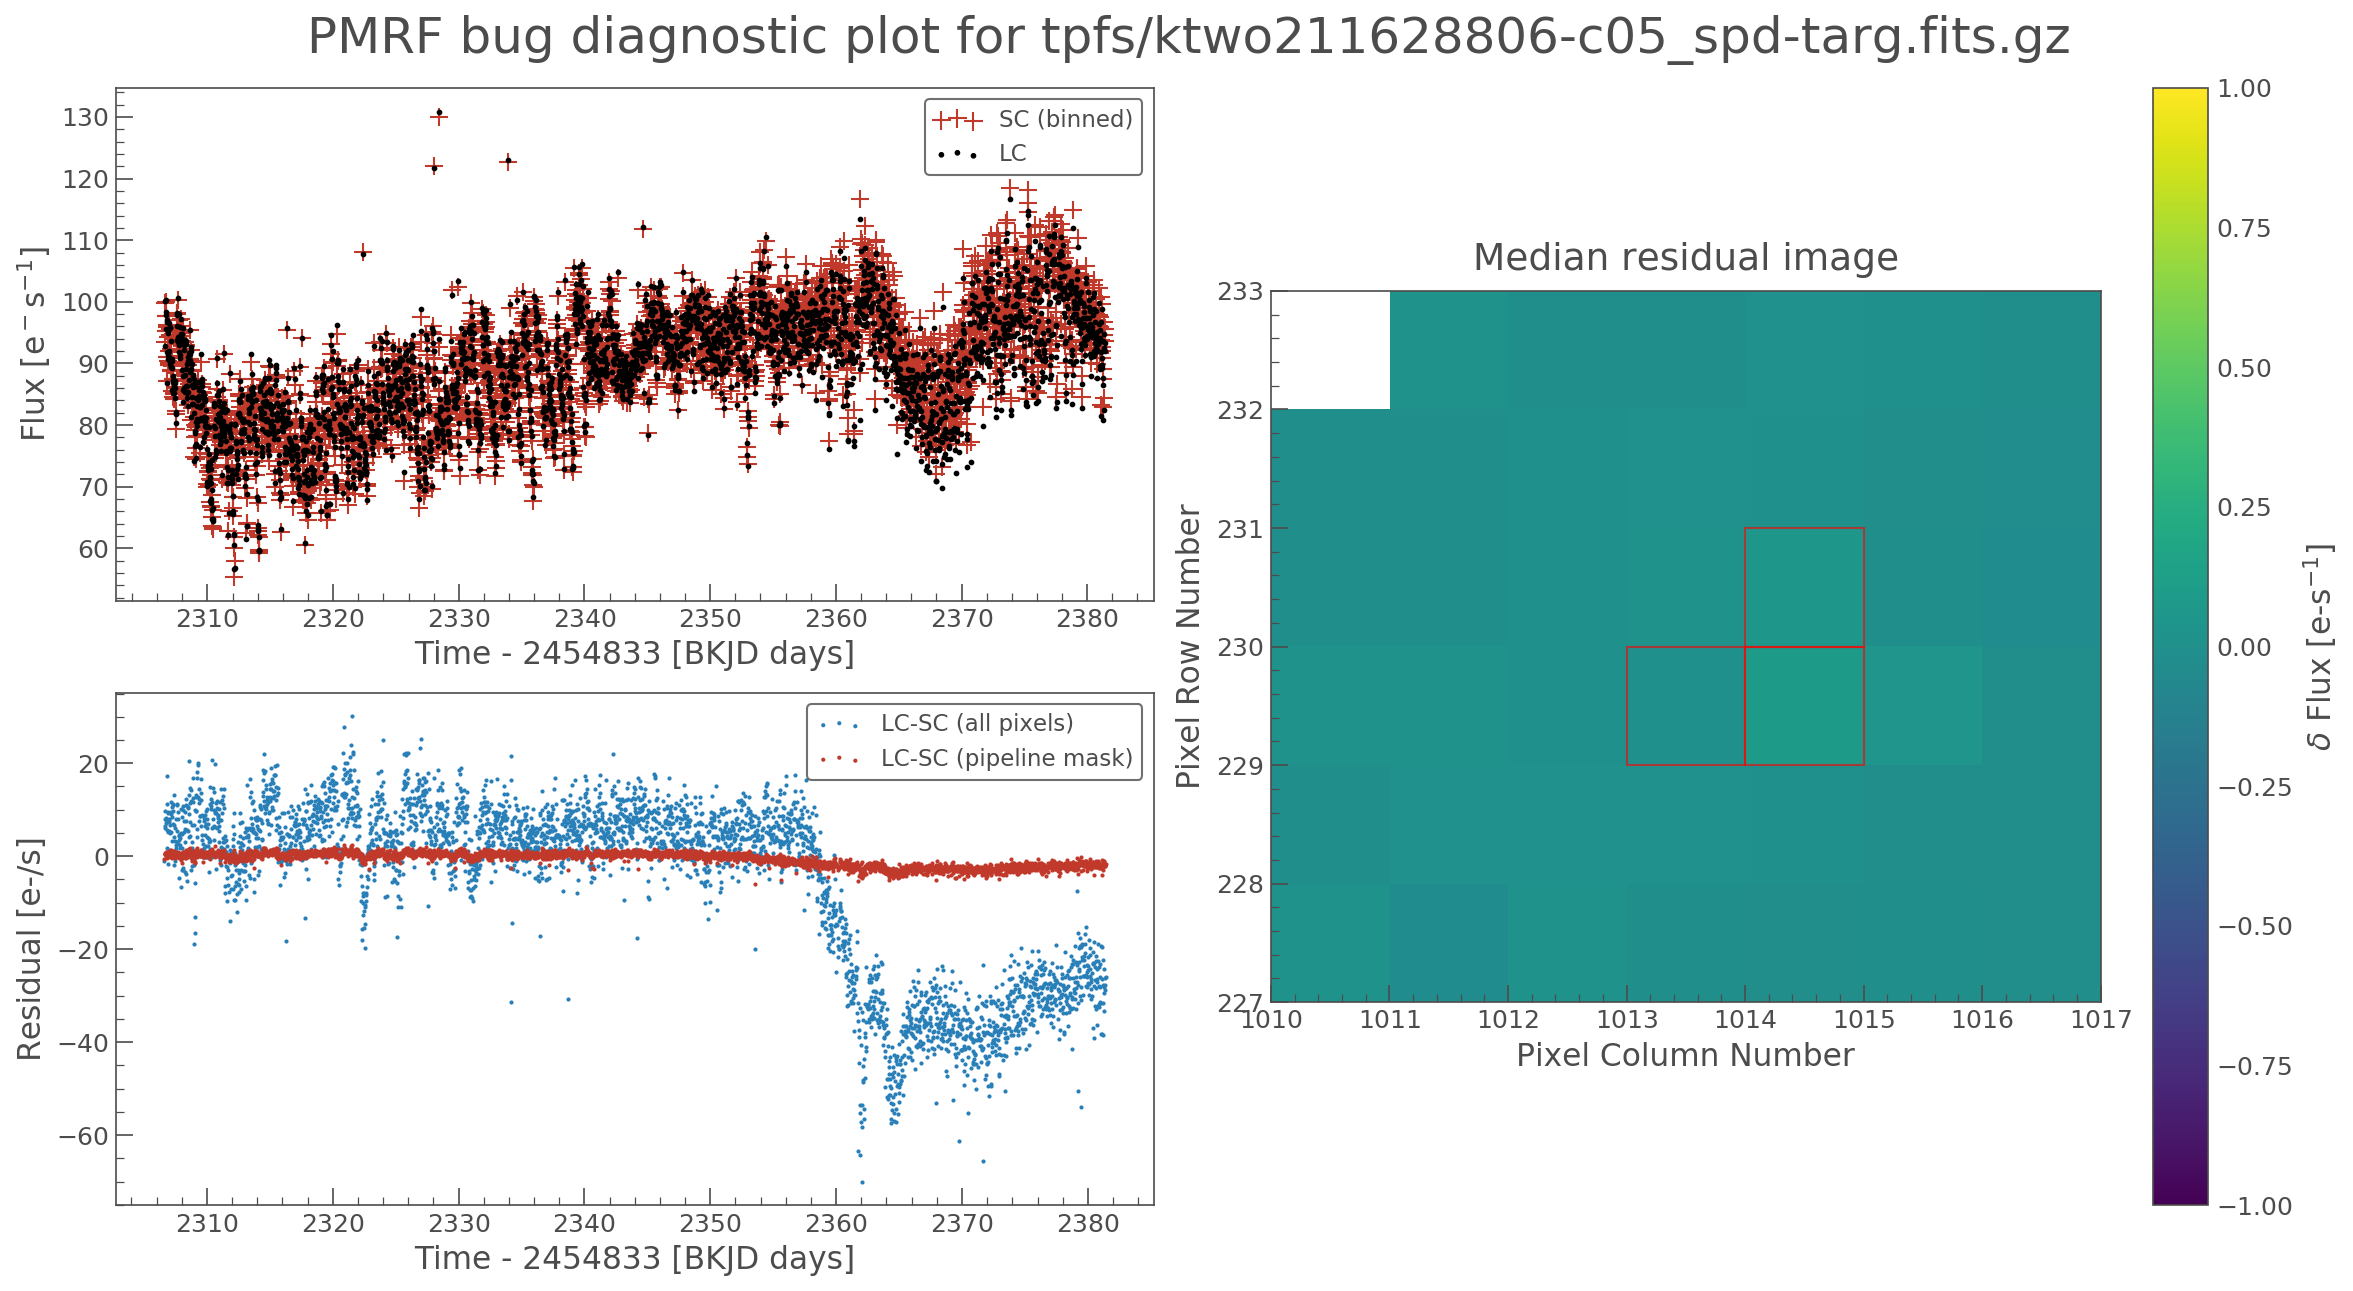 PMRF bug diagnostic plot for tpfs/ktwo211628806-c05_spd-targ.fits.gz
Flux [e⁻ s⁻¹]
130
120
110
100
90
80
70
60
SC (binned)
LC
2310 2320 2330 2340 2350 2360 2370 2380
Time - 2454833 [BKJD days]
Residual [e-/s]
20
0
−20
−40
−60
LC-SC (all pixels)
LC-SC (pipeline mask)
2310 2320 2330 2340 2350 2360 2370 2380
Time - 2454833 [BKJD days]
Median residual image
Pixel Row Number
233
232
231
230
229
228
227
1010 1011 1012 1013 1014 1015 1016 1017
Pixel Column Number
1.00
0.75
0.50
0.25
0.00
−0.25
−0.50
−0.75
−1.00
δ Flux [e-s⁻¹]